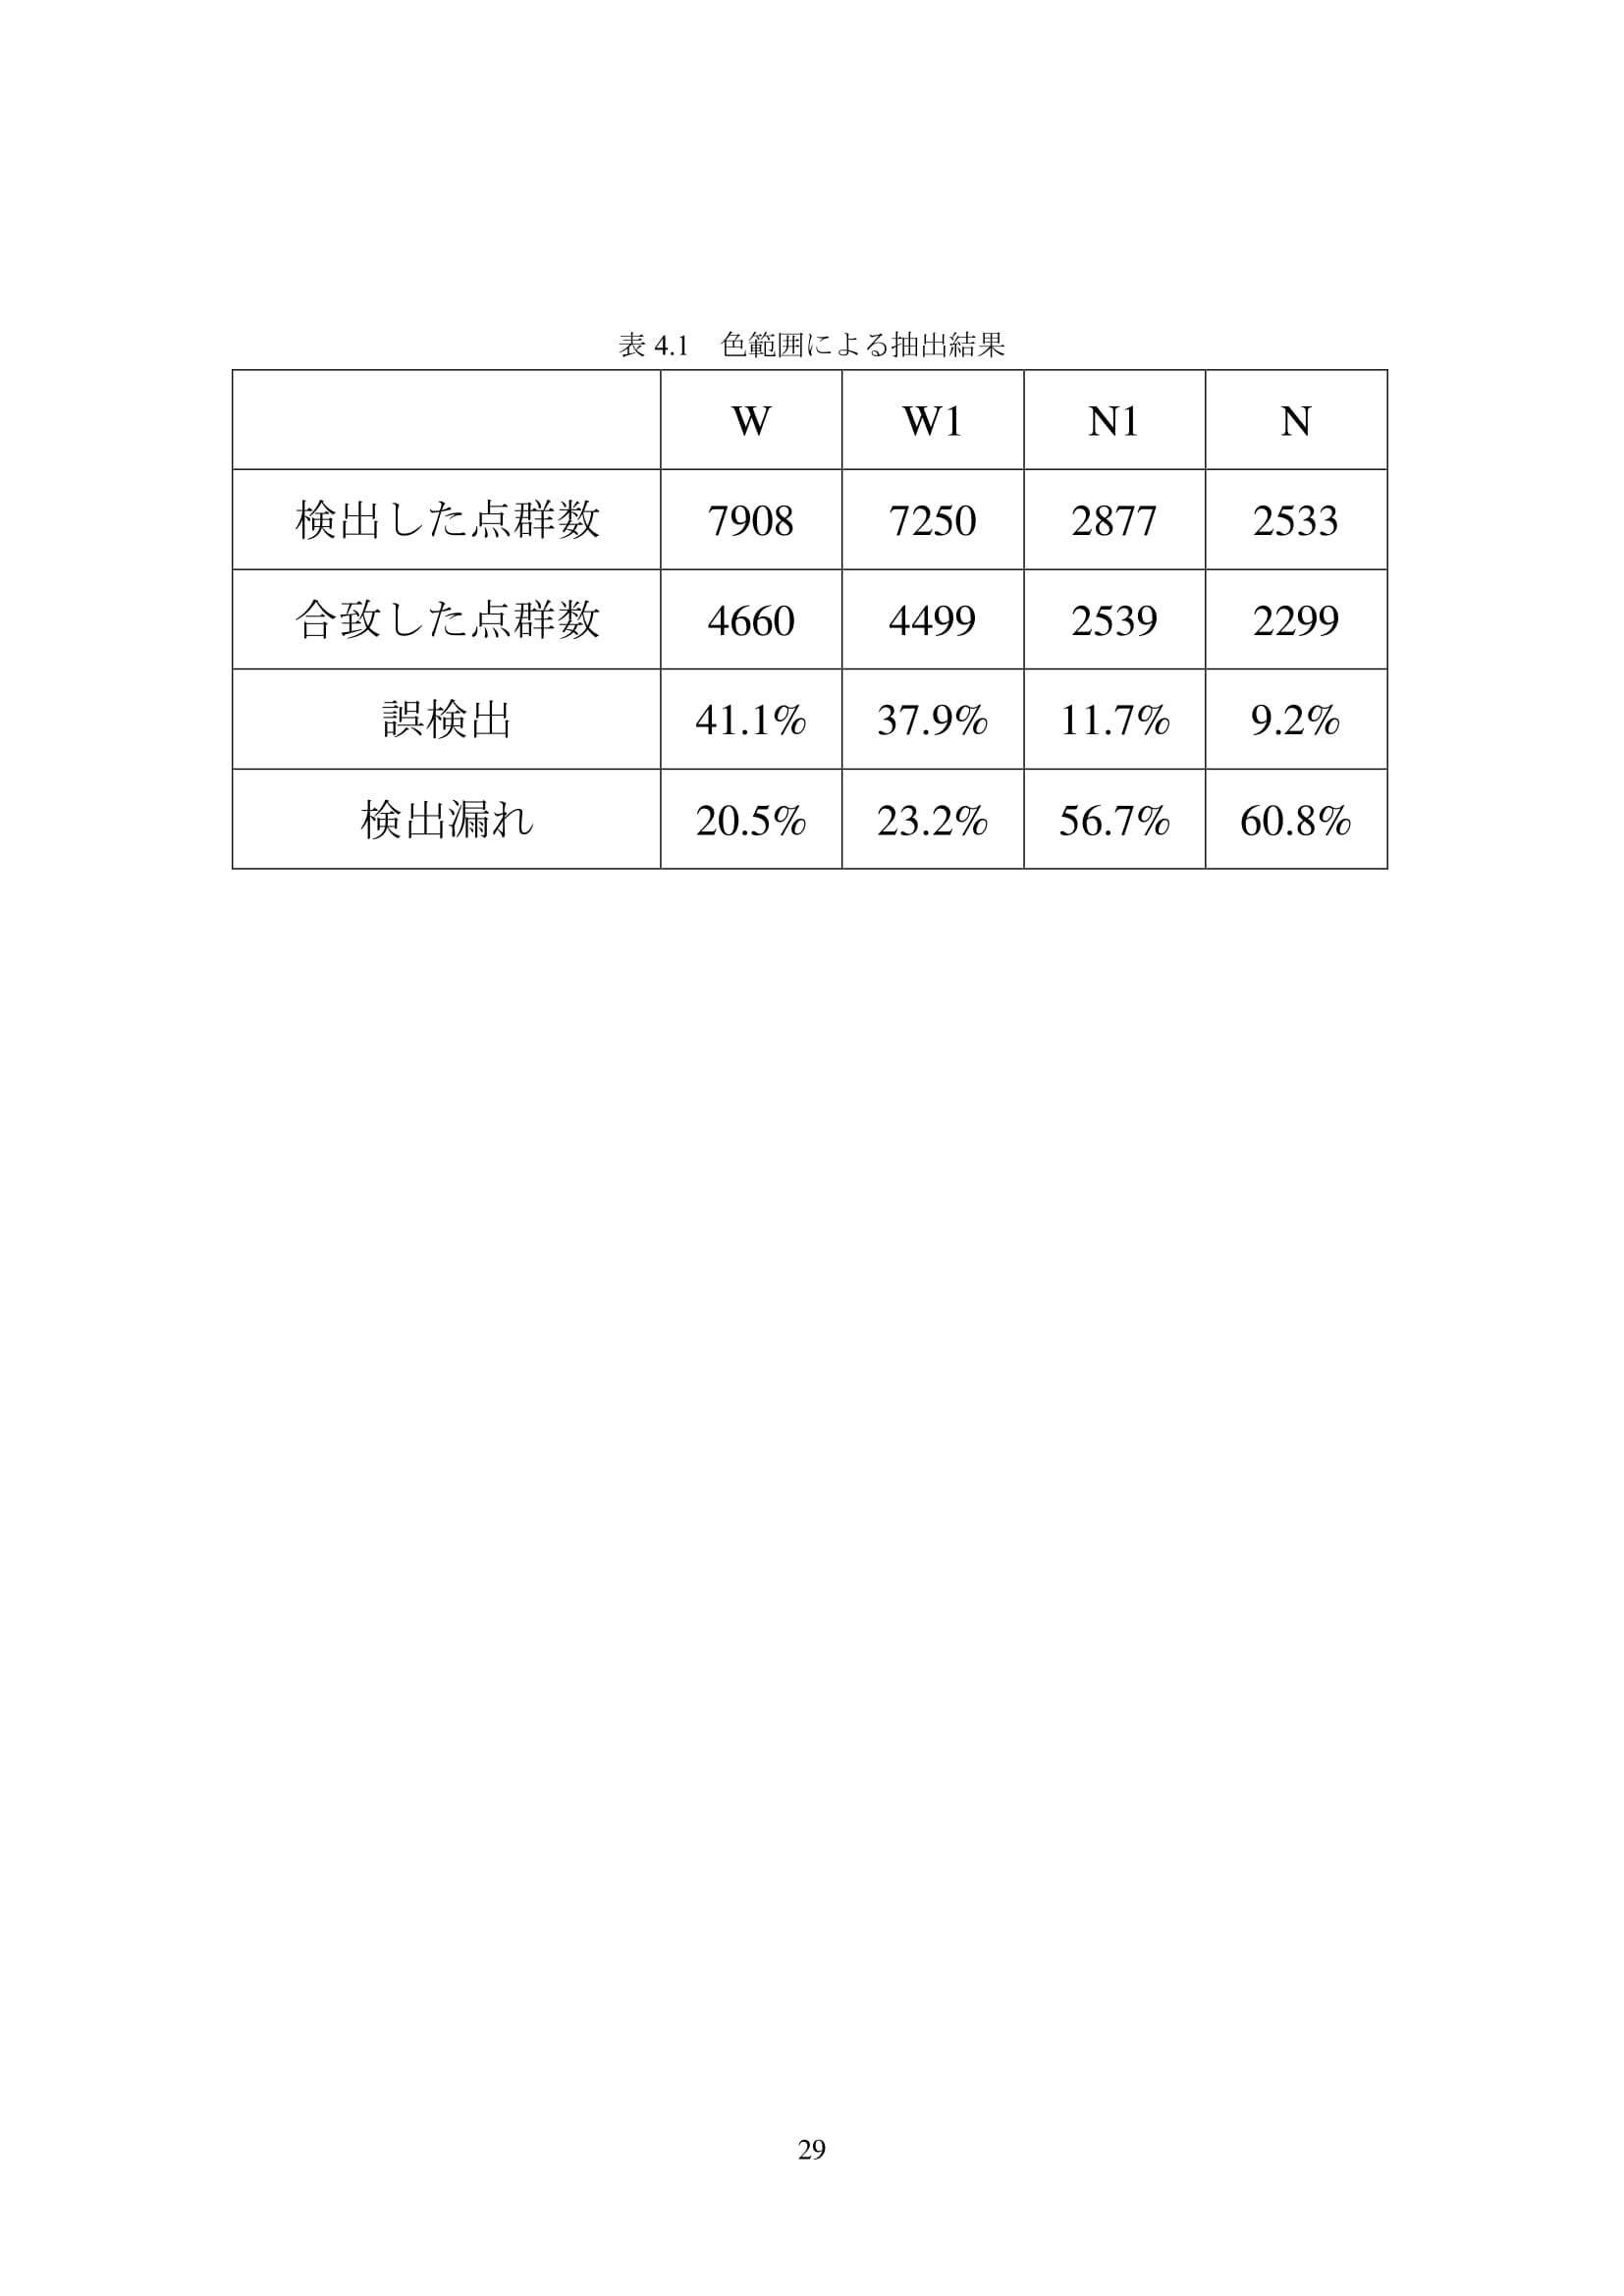 表 4.1　色範囲による抽出結果
W W1 N1 N
検出した点群数 7908 7250 2877 2533
合致した点群数 4660 4499 2539 2299
誤検出 41.1% 37.9% 11.7% 9.2%
検出漏れ 20.5% 23.2% 56.7% 60.8%
29